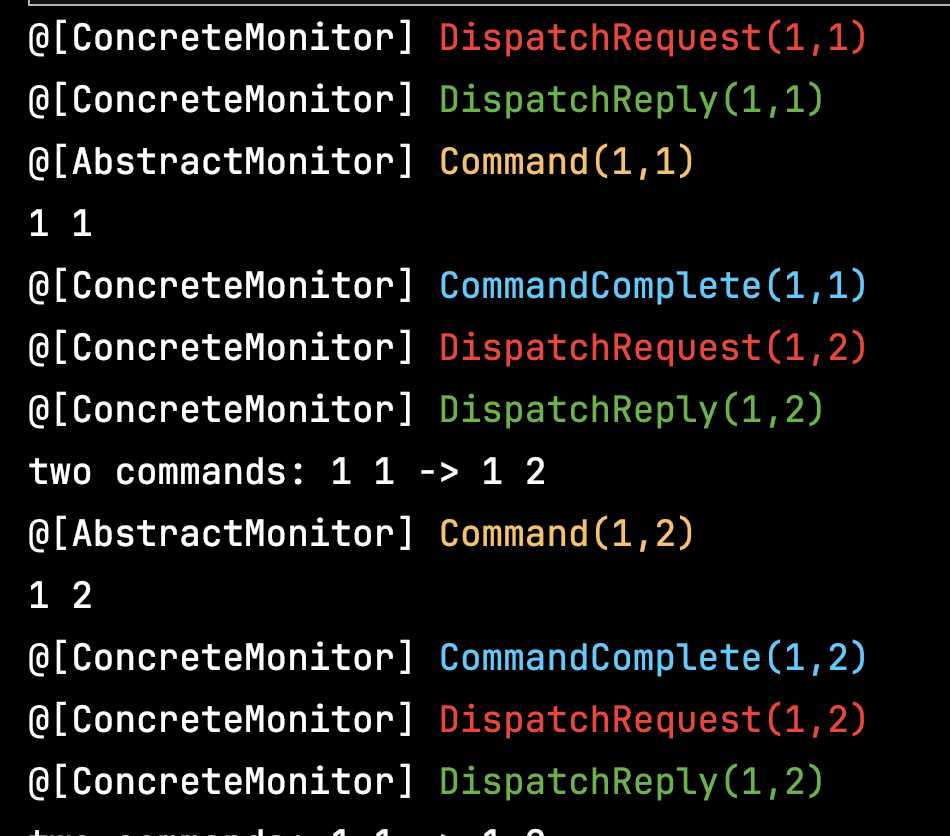 @[ConcreteMonitor] DispatchRequest(1,1)
@[ConcreteMonitor] DispatchReply(1,1)
@[AbstractMonitor] Command(1,1)
1 1
@[ConcreteMonitor] CommandComplete(1,1)
@[ConcreteMonitor] DispatchRequest(1,2)
@[ConcreteMonitor] DispatchReply(1,2)
two commands: 1 1 -> 1 2
@[AbstractMonitor] Command(1,2)
1 2
@[ConcreteMonitor] CommandComplete(1,2)
@[ConcreteMonitor] DispatchRequest(1,2)
@[ConcreteMonitor] DispatchReply(1,2)